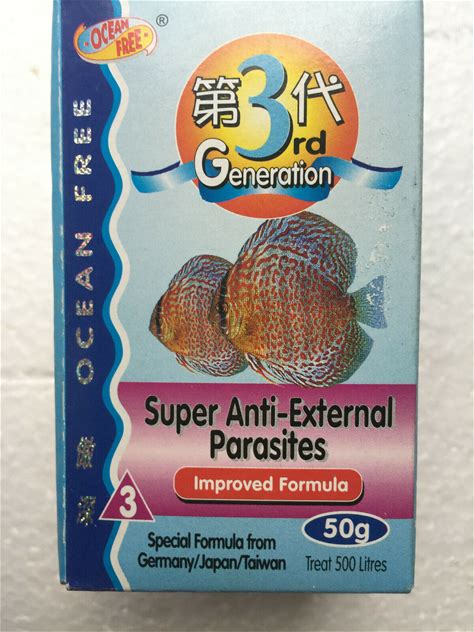 OCEAN
FREE
®
第3代
3rd
Generation
OCEAN FREE
Super Anti-External
Parasites
Improved Formula
3
50g
Special Formula from
Germany/Japan/Taiwan
Treat 500 Litres